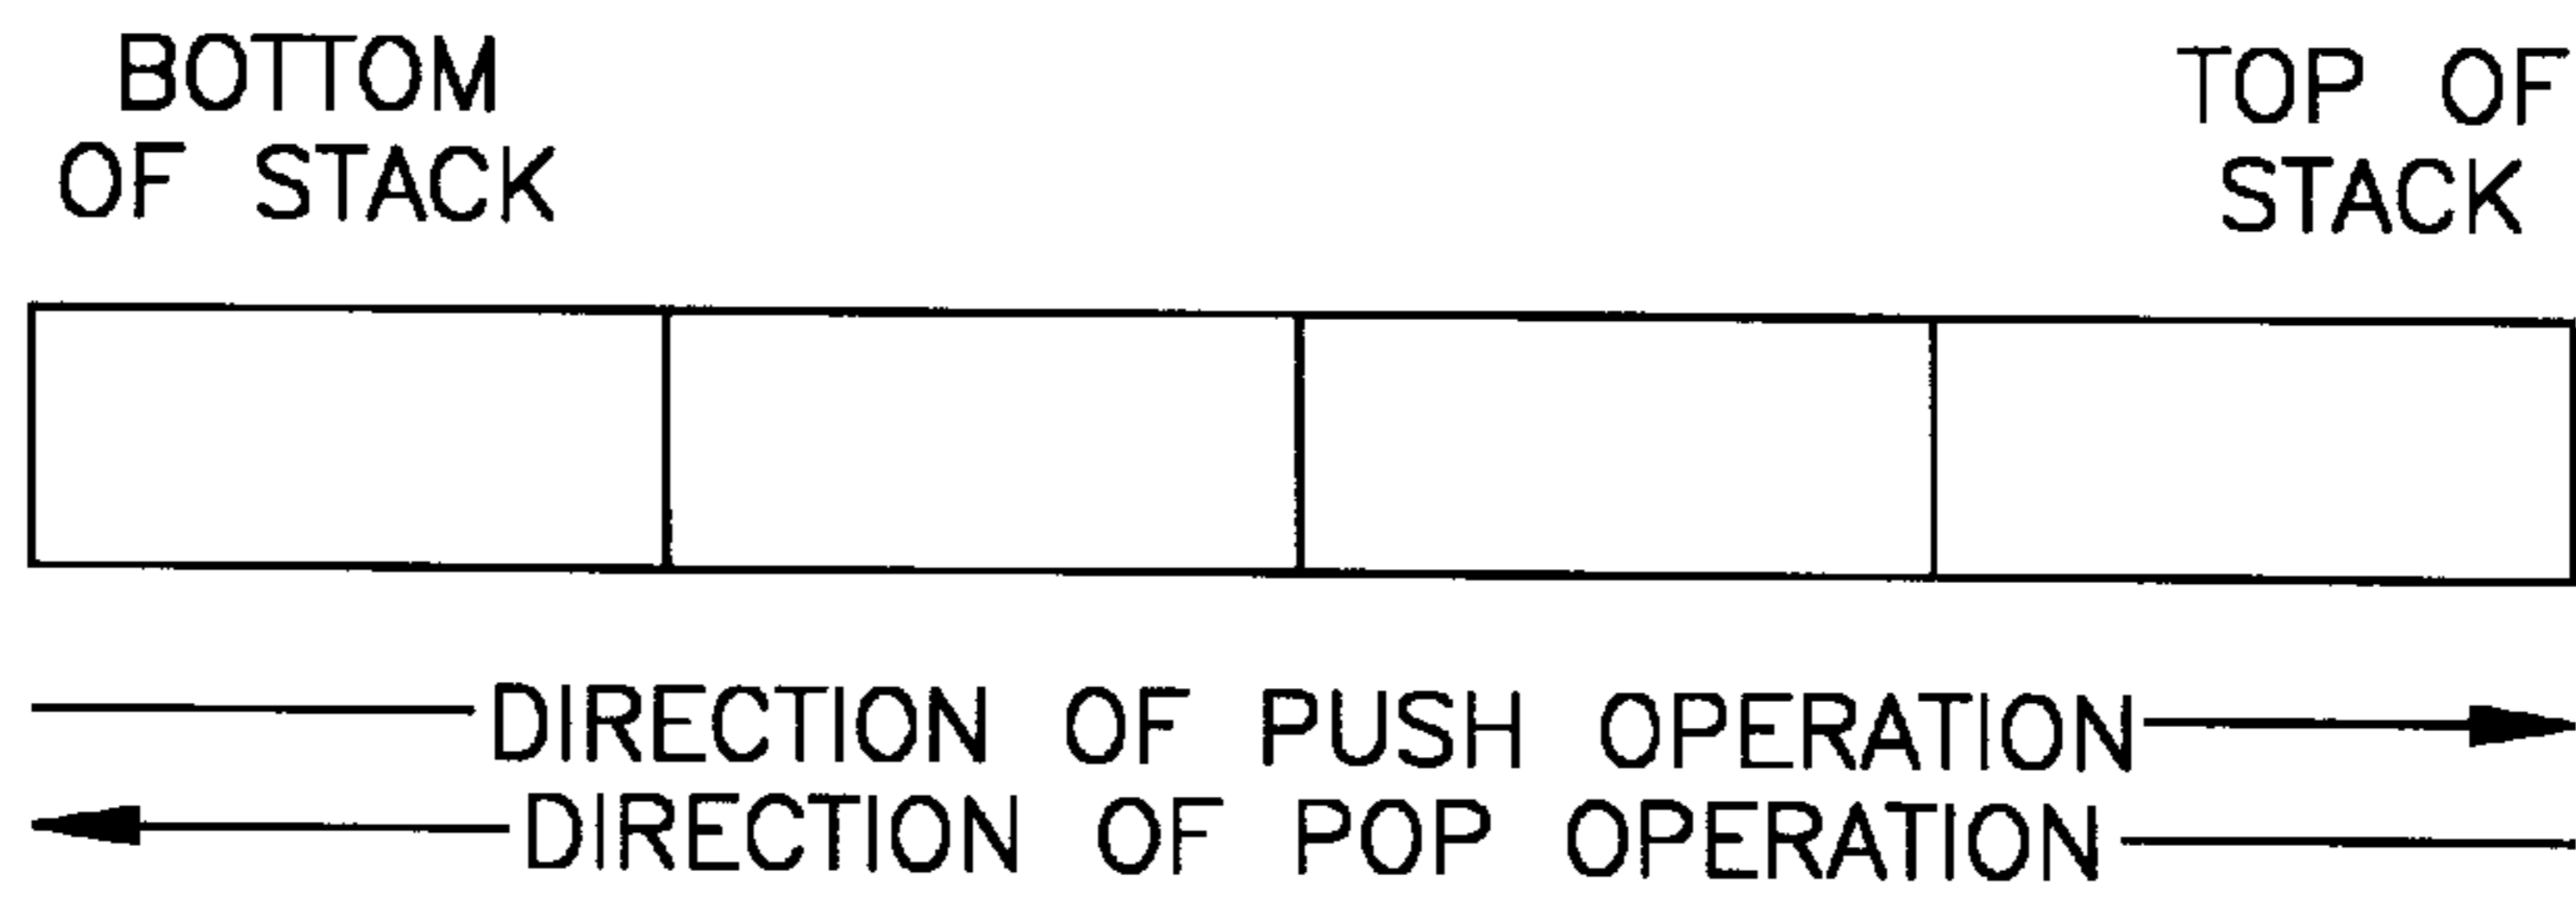 BOTTOM
OF STACK
TOP OF
STACK
DIRECTION OF PUSH OPERATION
DIRECTION OF POP OPERATION